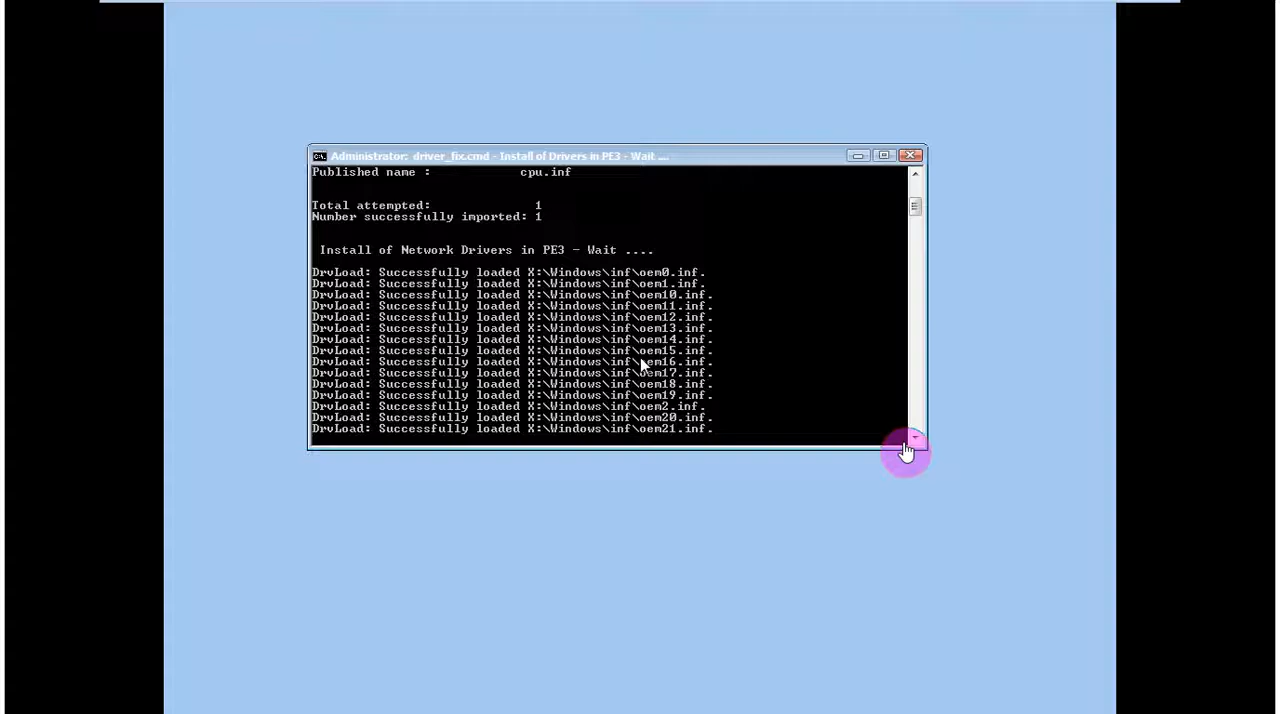 Administrator: driver_fix.cmd - Install of Drivers in PE3 - Wait ....
Published name : cpu.inf
Total attempted: 1
Number successfully imported: 1
Install of Network Drivers in PE3 - Wait ....
DrvLoad: Successfully loaded X:\Windows\inf\oem0.inf.
DrvLoad: Successfully loaded X:\Windows\inf\oem1.inf.
DrvLoad: Successfully loaded X:\Windows\inf\oem10.inf.
DrvLoad: Successfully loaded X:\Windows\inf\oem11.inf.
DrvLoad: Successfully loaded X:\Windows\inf\oem12.inf.
DrvLoad: Successfully loaded X:\Windows\inf\oem13.inf.
DrvLoad: Successfully loaded X:\Windows\inf\oem14.inf.
DrvLoad: Successfully loaded X:\Windows\inf\oem15.inf.
DrvLoad: Successfully loaded X:\Windows\inf\oem16.inf.
DrvLoad: Successfully loaded X:\Windows\inf\oem17.inf.
DrvLoad: Successfully loaded X:\Windows\inf\oem18.inf.
DrvLoad: Successfully loaded X:\Windows\inf\oem19.inf.
DrvLoad: Successfully loaded X:\Windows\inf\oem2.inf.
DrvLoad: Successfully loaded X:\Windows\inf\oem20.inf.
DrvLoad: Successfully loaded X:\Windows\inf\oem21.inf.